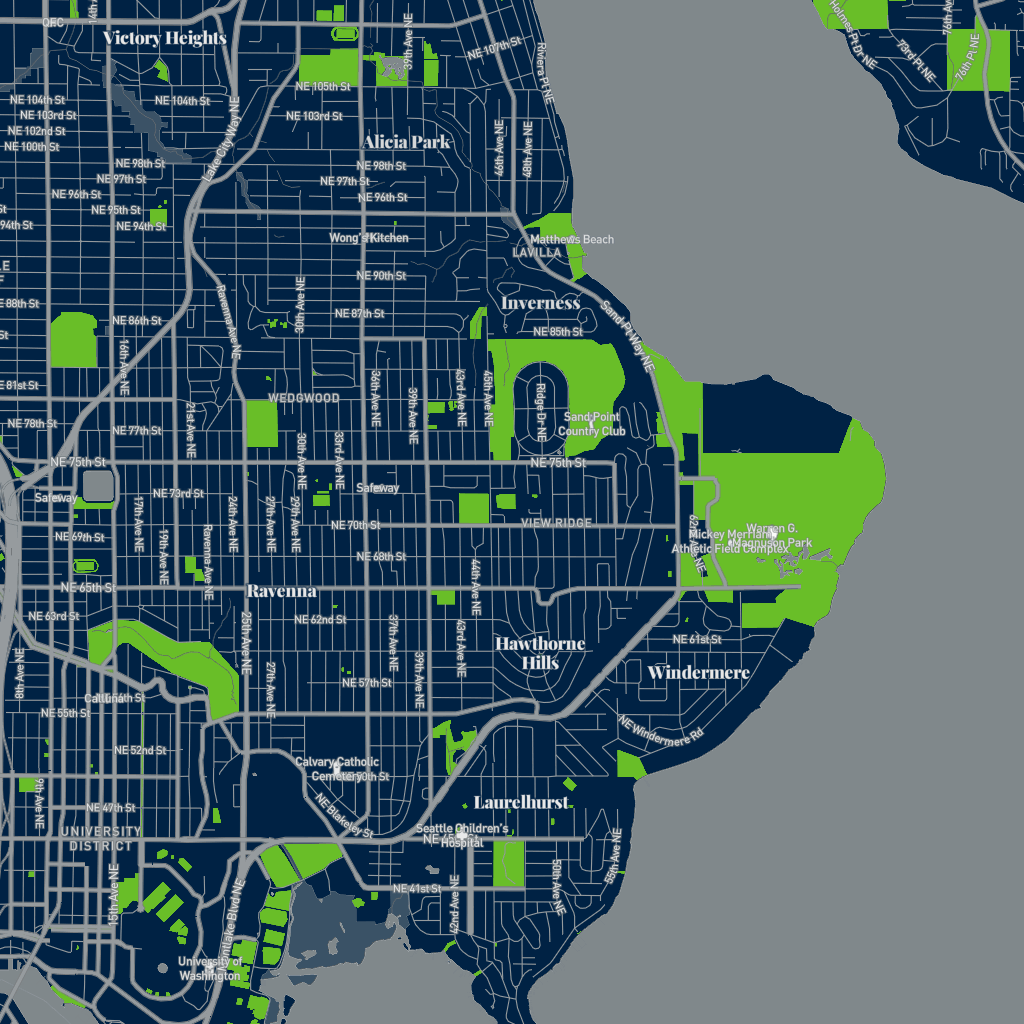 OEC
14th
Victory Heights
39th Ave NE
NE 107th St
Riviera Pl NE
Holmes Pt Dr NE
73rd Pl NE
76th Pl NE
NE 105th St
NE 104th St
NE 104th St
NE 103rd St
NE 103rd St
NE 102nd St
NE 100th St
Lake City Way NE
Alicia Park
46th Ave NE
48th Ave NE
NE 98th St
NE 98th St
NE 97th St
NE 97th St
NE 96th St
NE 96th St
NE 95th St
94th St
NE 94th St
Wong's Kitchen
Matthews Beach
LAVILLA
NE 90th St
Ravenna Ave NE
30th Ave NE
88th St
Inverness
Sand Pt Way NE
NE 86th St
NE 87th St
NE 85th St
16th Ave NE
36th Ave NE
39th Ave NE
43rd Ave NE
45th Ave NE
Ridge Dr NE
81st St
WEDGWOOD
21st Ave NE
Sand Point
Country Club
NE 78th St
NE 77th St
30th Ave NE
33rd Ave NE
NE 75th St
NE 75th St
Safeway
NE 73rd St
Safeway
17th Ave NE
19th Ave NE
24th Ave NE
27th Ave NE
29th Ave NE
NE 70th St
VIEW RIDGE
62nd Ave NE
Warren G.
Magnuson Park
Mickey Merriam
Athletic Field Complex
NE 69th St
NE 68th St
Ravenna Ave NE
44th Ave NE
NE 65th St
Ravenna
NE 63rd St
NE 62nd St
25th Ave NE
37th Ave NE
39th Ave NE
43rd Ave NE
NE 61st St
Hawthorne
Hills
Windermere
8th Ave NE
27th Ave NE
NE 57th St
NE 55th St
NE Windermere Rd
NE 52nd St
Calvary Catholic
Cemetery
9th Ave NE
NE 47th St
NE Blakeley St
Laurelhurst
UNIVERSITY
DISTRICT
Seattle Children's
Hospital
55th Ave NE
50th Ave NE
15th Ave NE
NE 41st St
42nd Ave NE
Montlake Blvd NE
University of
Washington